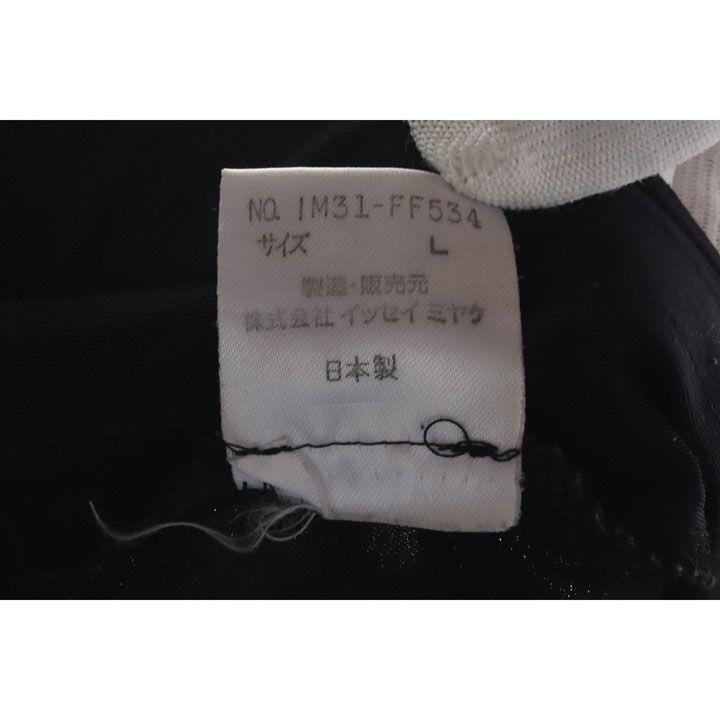 NO. IM31-FF534
サイズ L
製造・販売元
株式会社 イッセイ ミヤケ
日本製